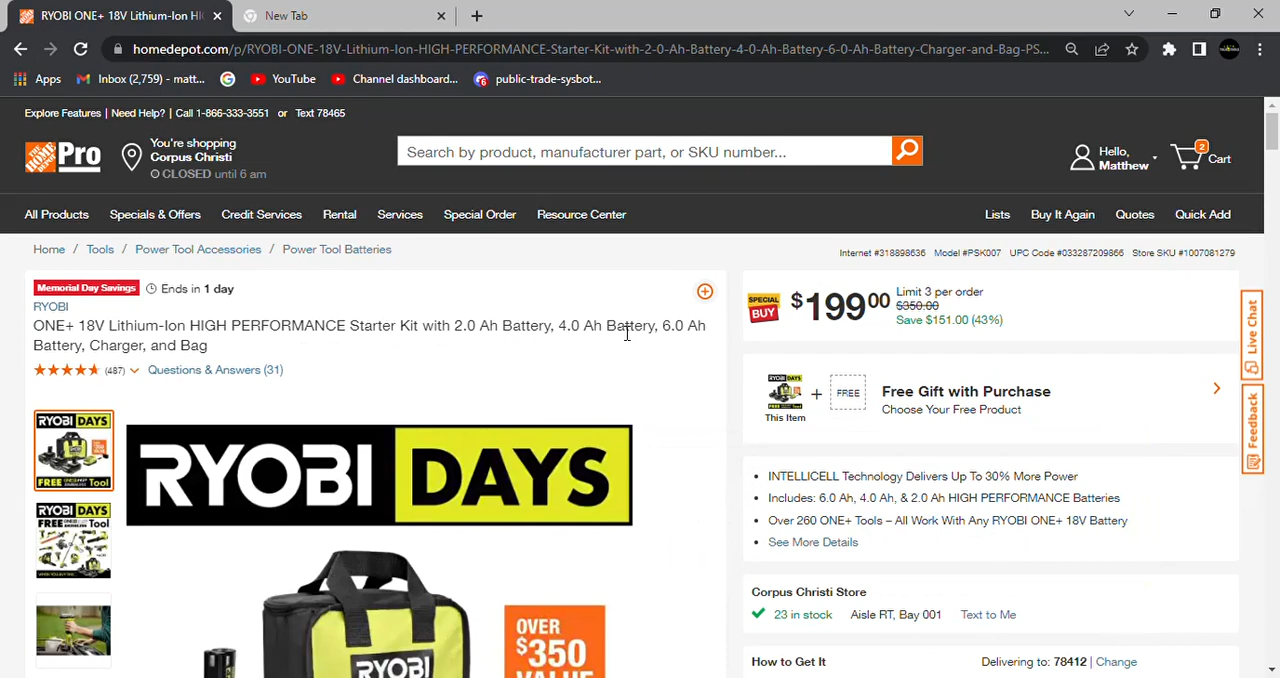 RYOBI ONE+ 18V Lithium-Ion HI
New Tab
homedepot.com/p/RYOBI-ONE-18V-Lithium-Ion-HIGH-PERFORMANCE-Starter-Kit-with-2-0-Ah-Battery-4-0-Ah-Battery-6-0-Ah-Battery-Charger-and-Bag-PS...
Apps
Inbox (2,759) - matt...
YouTube
Channel dashboard...
public-trade-sysbot...
Explore Features | Need Help? | Call 1-866-333-3551 or Text 78465
THE HOME DEPOT Pro
You're shopping
Corpus Christi
CLOSED until 6 am
Search by product, manufacturer part, or SKU number...
Hello,
Matthew
2
Cart
All Products
Specials & Offers
Credit Services
Rental
Services
Special Order
Resource Center
Lists
Buy It Again
Quotes
Quick Add
Home / Tools / Power Tool Accessories / Power Tool Batteries
Internet #318898636 Model #PSK007 UPC Code #033287209866 Store SKU #1007081279
Memorial Day Savings
Ends in 1 day
RYOBI
ONE+ 18V Lithium-Ion HIGH PERFORMANCE Starter Kit with 2.0 Ah Battery, 4.0 Ah Battery, 6.0 Ah
Battery, Charger, and Bag
(487)
Questions & Answers (31)
RYOBI DAYS
FREE Tool
RYOBI DAYS
FREE Tool
RYOBI DAYS
RYOBI
OVER
$350
VALUE
SPECIAL
BUY
$199.00
Limit 3 per order
$350.00
Save $151.00 (43%)
RYOBI DAYS
This Item
+
FREE
Free Gift with Purchase
Choose Your Free Product
INTELLICELL Technology Delivers Up To 30% More Power
Includes: 6.0 Ah, 4.0 Ah, & 2.0 Ah HIGH PERFORMANCE Batteries
Over 260 ONE+ Tools – All Work With Any RYOBI ONE+ 18V Battery
See More Details
Corpus Christi Store
23 in stock
Aisle RT, Bay 001
Text to Me
How to Get It
Delivering to: 78412 | Change
Live Chat
Feedback